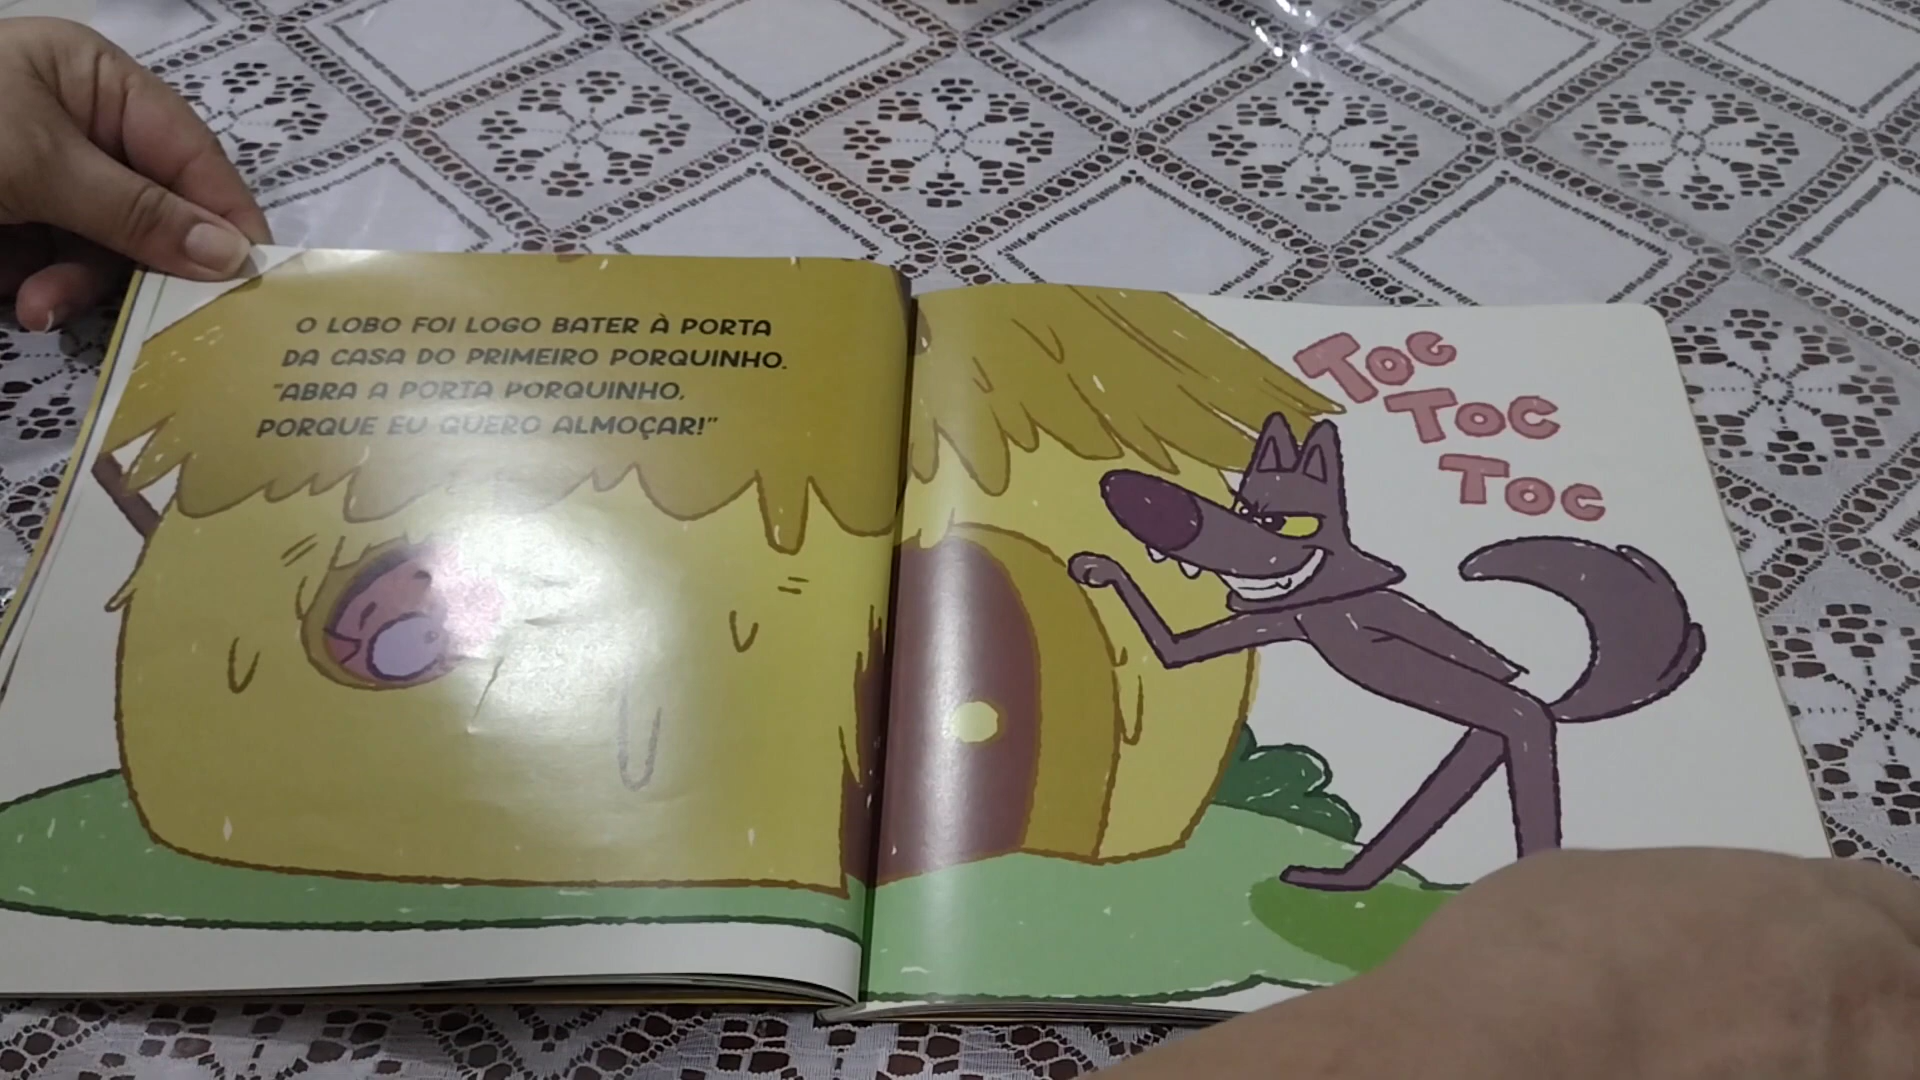 O LOBO FOI LOGO BATER À PORTA
DA CASA DO PRIMEIRO PORQUINHO.
"ABRA A PORTA PORQUINHO,
PORQUE EU QUERO ALMOÇAR!"
TOC
TOC
TOC